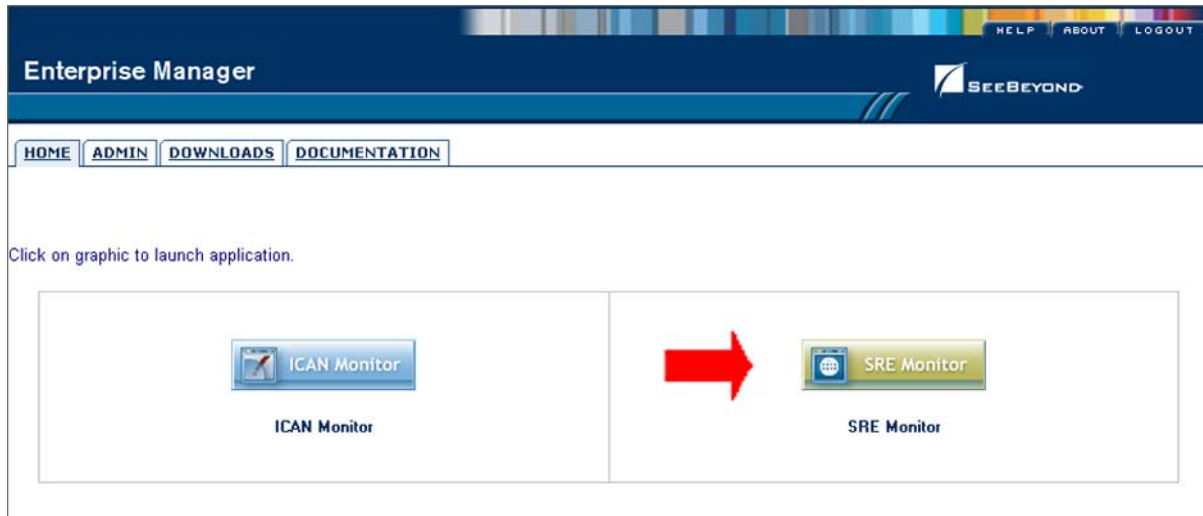 HELP ABOUT LOGOUT
Enterprise Manager
SEEBEYOND
HOME ADMIN DOWNLOADS DOCUMENTATION
Click on graphic to launch application.
ICAN Monitor
SRE Monitor
ICAN Monitor
SRE Monitor